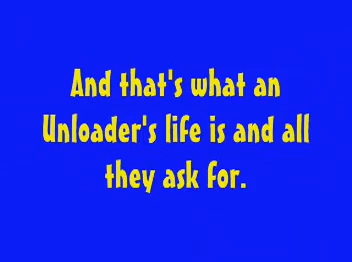 And that's what an
Unloader's life is and all
they ask for.